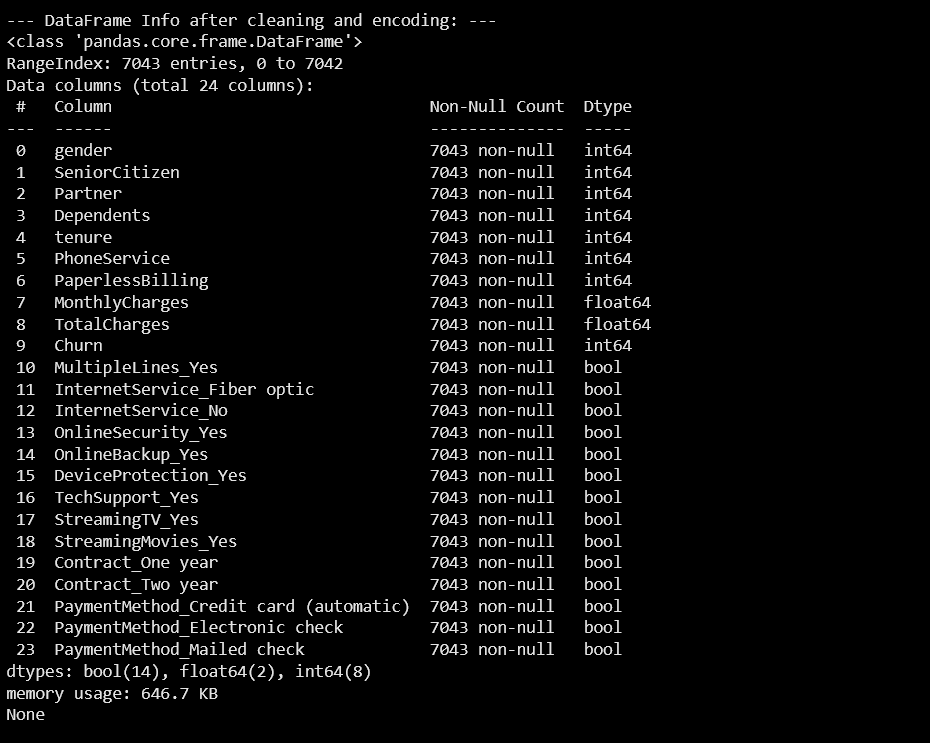 --- DataFrame Info after cleaning and encoding: ---
<class 'pandas.core.frame.DataFrame'>
RangeIndex: 7043 entries, 0 to 7042
Data columns (total 24 columns):
 #   Column                                 Non-Null Count  Dtype
---  ------                                 --------------  -----
 0   gender                                 7043 non-null   int64
 1   SeniorCitizen                          7043 non-null   int64
 2   Partner                                7043 non-null   int64
 3   Dependents                             7043 non-null   int64
 4   tenure                                 7043 non-null   int64
 5   PhoneService                           7043 non-null   int64
 6   PaperlessBilling                       7043 non-null   int64
 7   MonthlyCharges                         7043 non-null   float64
 8   TotalCharges                           7043 non-null   float64
 9   Churn                                  7043 non-null   int64
 10  MultipleLines_Yes                      7043 non-null   bool
 11  InternetService_Fiber optic            7043 non-null   bool
 12  InternetService_No                     7043 non-null   bool
 13  OnlineSecurity_Yes                     7043 non-null   bool
 14  OnlineBackup_Yes                       7043 non-null   bool
 15  DeviceProtection_Yes                   7043 non-null   bool
 16  TechSupport_Yes                        7043 non-null   bool
 17  StreamingTV_Yes                        7043 non-null   bool
 18  StreamingMovies_Yes                    7043 non-null   bool
 19  Contract_One year                      7043 non-null   bool
 20  Contract_Two year                      7043 non-null   bool
 21  PaymentMethod_Credit card (automatic)  7043 non-null   bool
 22  PaymentMethod_Electronic check         7043 non-null   bool
 23  PaymentMethod_Mailed check             7043 non-null   bool
dtypes: bool(14), float64(2), int64(8)
memory usage: 646.7 KB
None